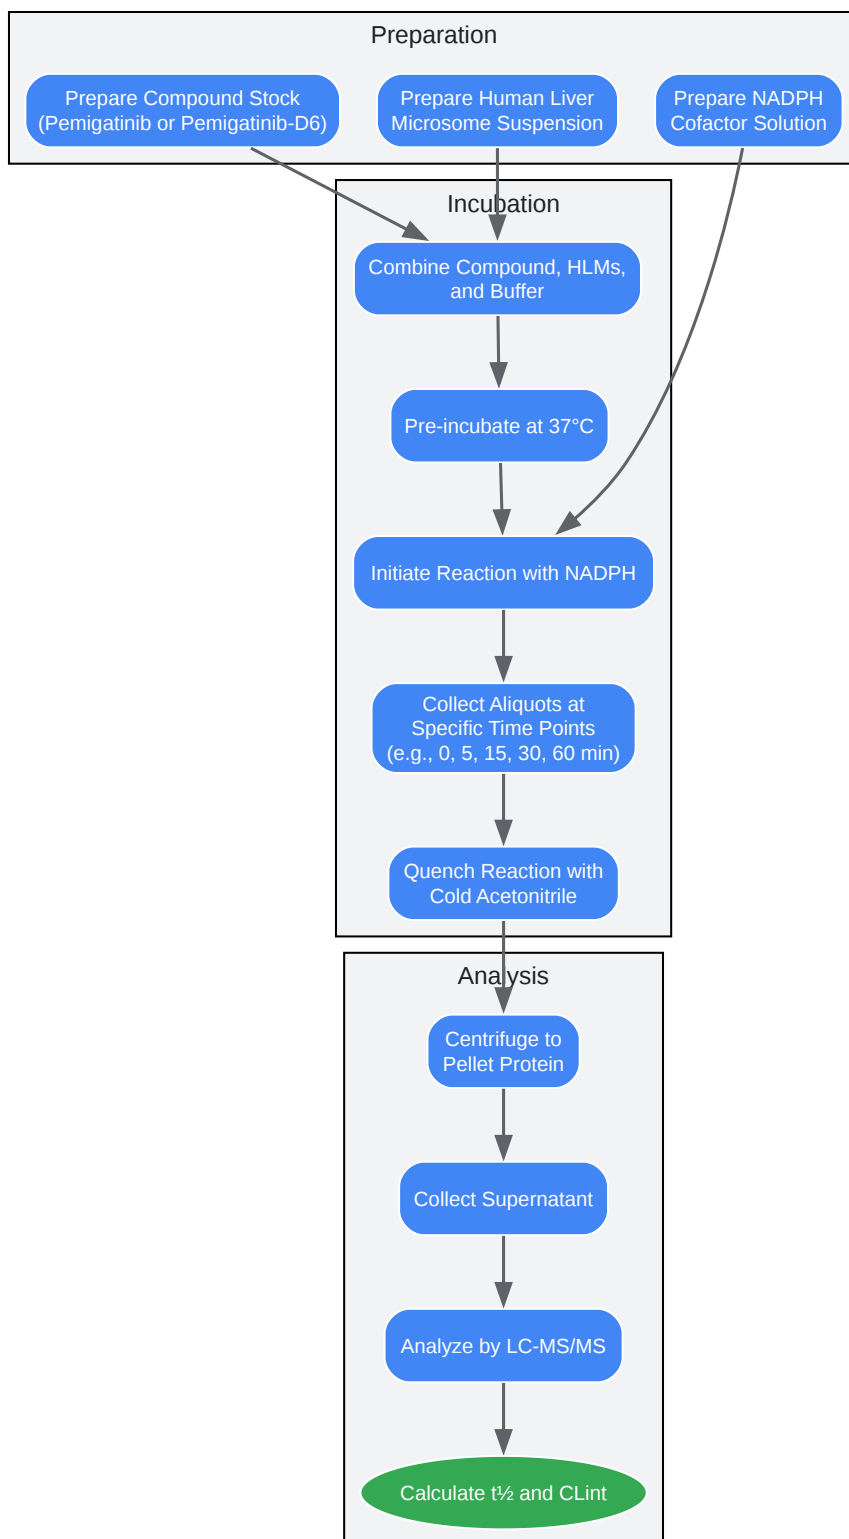 Preparation
Prepare Compound Stock
(Pemigatinib or Pemigatinib-D6)
Prepare Human Liver
Microsome Suspension
Prepare NADPH
Cofactor Solution
Incubation
Combine Compound, HLMs,
and Buffer
Pre-incubate at 37°C
Initiate Reaction with NADPH
Collect Aliquots at
Specific Time Points
(e.g., 0, 5, 15, 30, 60 min)
Quench Reaction with
Cold Acetonitrile
Analysis
Centrifuge to
Pellet Protein
Collect Supernatant
Analyze by LC-MS/MS
Calculate t½ and CLint